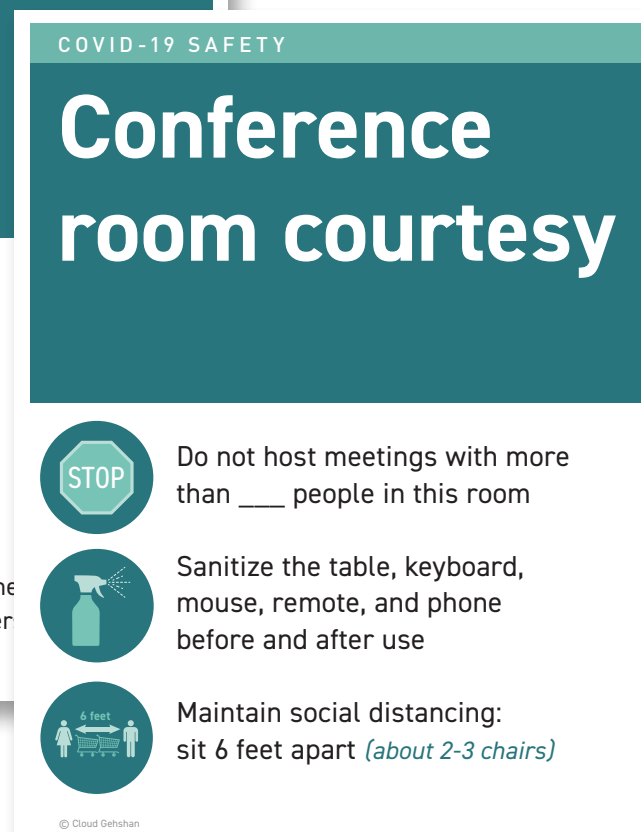 COVID-19 SAFETY
Conference
room courtesy
STOP
Do not host meetings with more
than ___ people in this room
Sanitize the table, keyboard,
mouse, remote, and phone
before and after use
6 feet
Maintain social distancing:
sit 6 feet apart (about 2-3 chairs)
© Cloud Gehshan